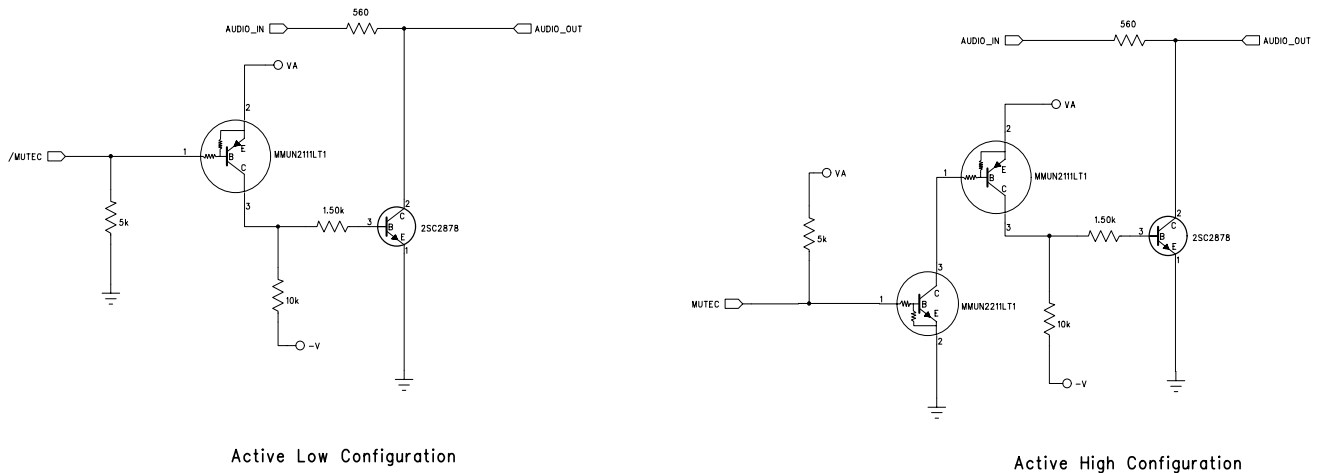 560
AUDIO_IN
AUDIO_OUT
VA
2
/MUTEC
1
E
B
C
MMUN2111LT1
3
5k
1.50k
3
2
C
B
E
1
2SC2878
10k
-V
Active Low Configuration
560
AUDIO_IN
AUDIO_OUT
VA
2
VA
1
E
B
C
MMUN2111LT1
3
5k
1.50k
3
2
C
B
E
1
2SC2878
3
MUTEC
1
C
B
E
MMUN2211LT1
2
10k
-V
Active High Configuration